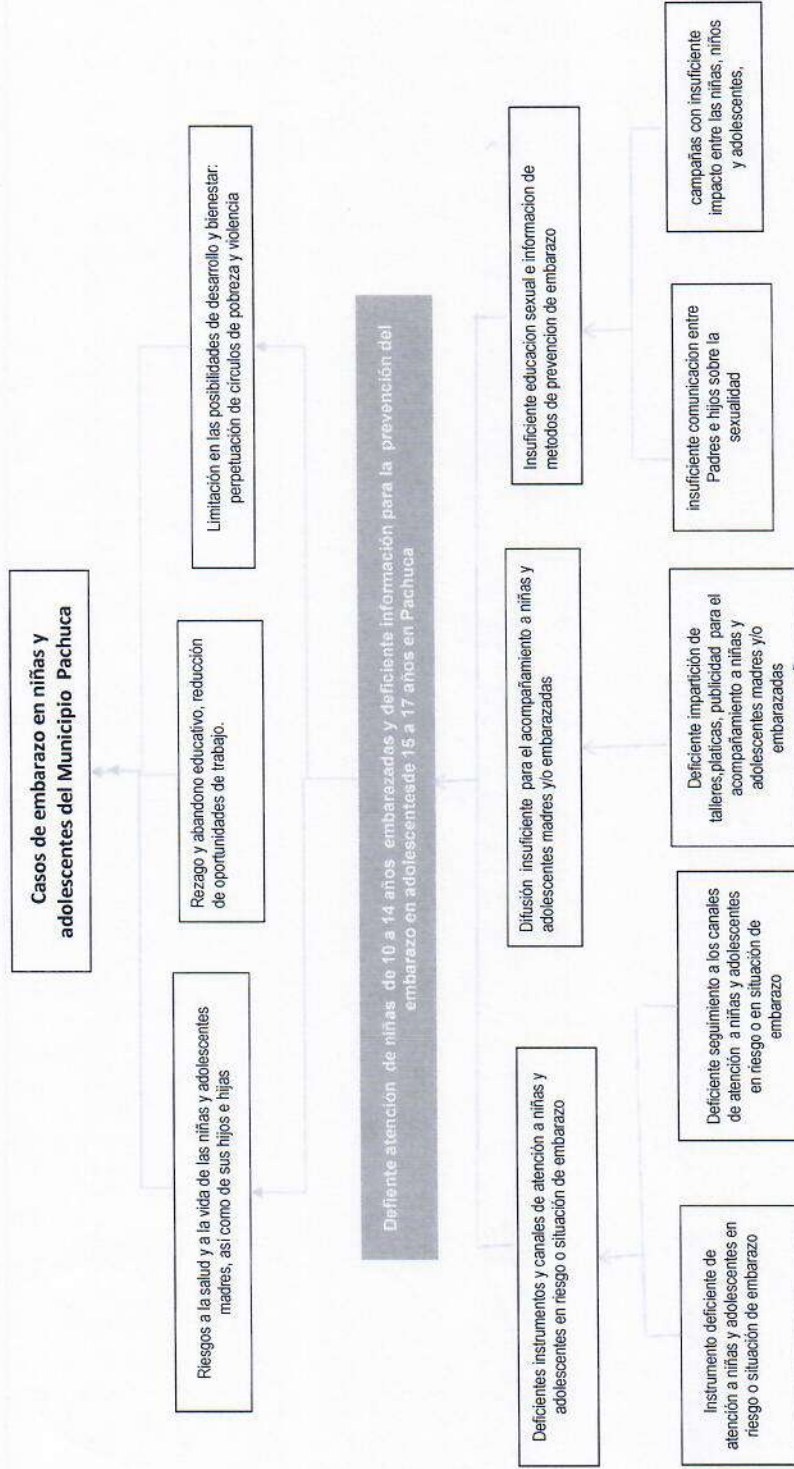 Casos de embarazo en niñas y
adolescentes del Municipio Pachuca
Riesgos a la salud y a la vida de las niñas y adolescentes
madres, así como de sus hijos e hijas
Rezago y abandono educativo, reducción
de oportunidades de trabajo.
Limitación en las posibilidades de desarrollo y bienestar:
perpetuación de círculos de pobreza y violencia
Defiente atención de niñas de 10 a 14 años embarezadas y deficiente información para la prevención del
embarazo en adolescentesde 15 a 17 años en Pachuca
Deficientes instrumentos y canales de atención a niñas y
adolescentes en riesgo o situación de embarazo
Difusión insuficiente para el acompañamiento a niñas y
adolescentes madres y/o embarazadas
Insuficiente educacion sexual e informacion de
metodos de prevencion de embarazo
Instrumento deficiente de
atención a niñas y adolescentes en
riesgo o situación de embarazo
Deficiente seguimiento a los canales
de atención a niñas y adolescentes
en riesgo o en situación de
embarazo
Deficiente impartición de
talleres,platicas, publicidad para el
acompañamiento a niñas y
adolescentes madres y/o
embarazadas
insuficiente comunicacion entre
Padres e hijos sobre la
sexualidad
campañas con insuficiente
impacto entre las niñas, niños
y adolescentes,